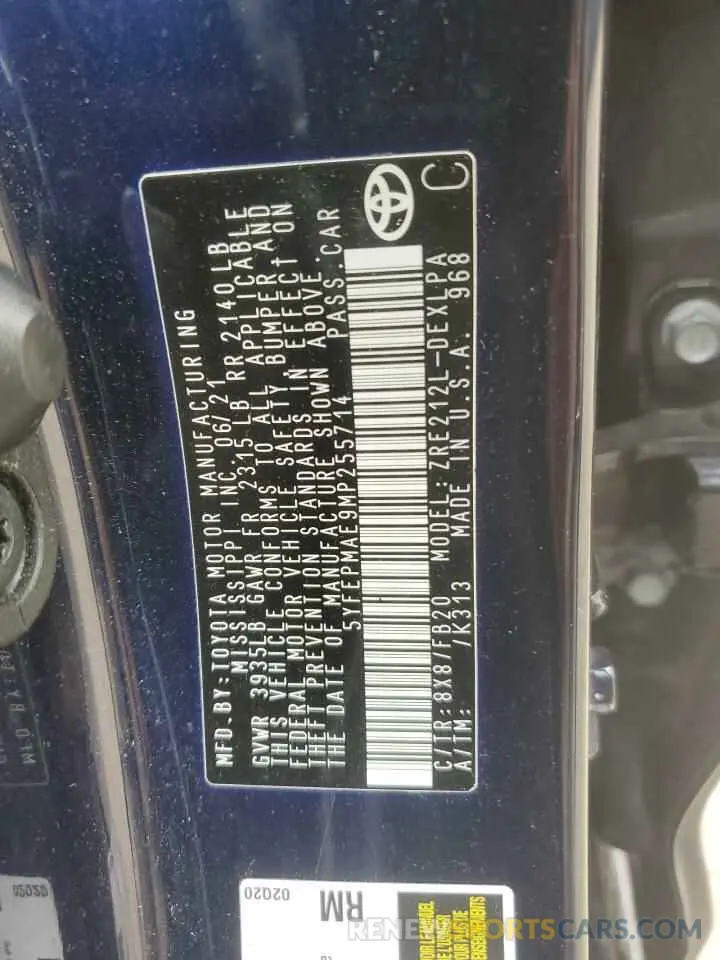 MFD.BY:TOYOTA MOTOR MANUFACTURING
MISSISSIPPI INC. 06/21
GVWR 3935LB GAWR FR 2315 LB RR 2140 LB
THIS VEHICLE CONFORMS TO ALL APPLICABLE
FEDERAL MOTOR VEHICLE SAFETY BUMPER AND
THEFT PREVENTION STANDARDS IN EFFECT ON
THE DATE OF MANUFACTURE SHOWN ABOVE.
5YFEPMAE9MP255714 PASS.CAR
C
C/TR:8X8/FB20 MODEL:ZRE212L-DEXLPA
A/TM: /K313 MADE IN U.S.A. 968
02Q20
RM
02Q20
RENEWSPORTSCARS.COM